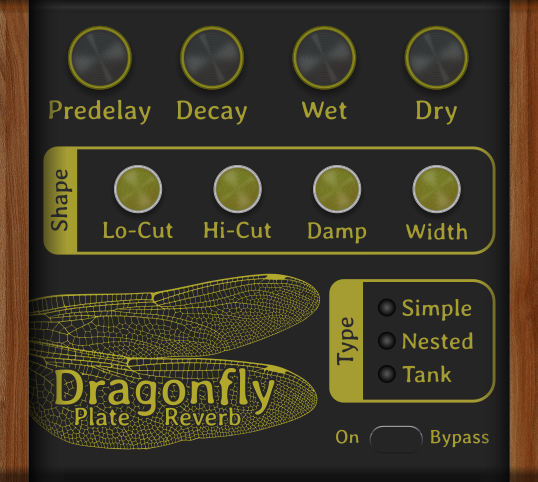 Predelay Decay Wet Dry
Shape
Lo-Cut Hi-Cut Damp Width
Type
Simple
Nested
Tank
Dragonfly
Plate Reverb
On Bypass